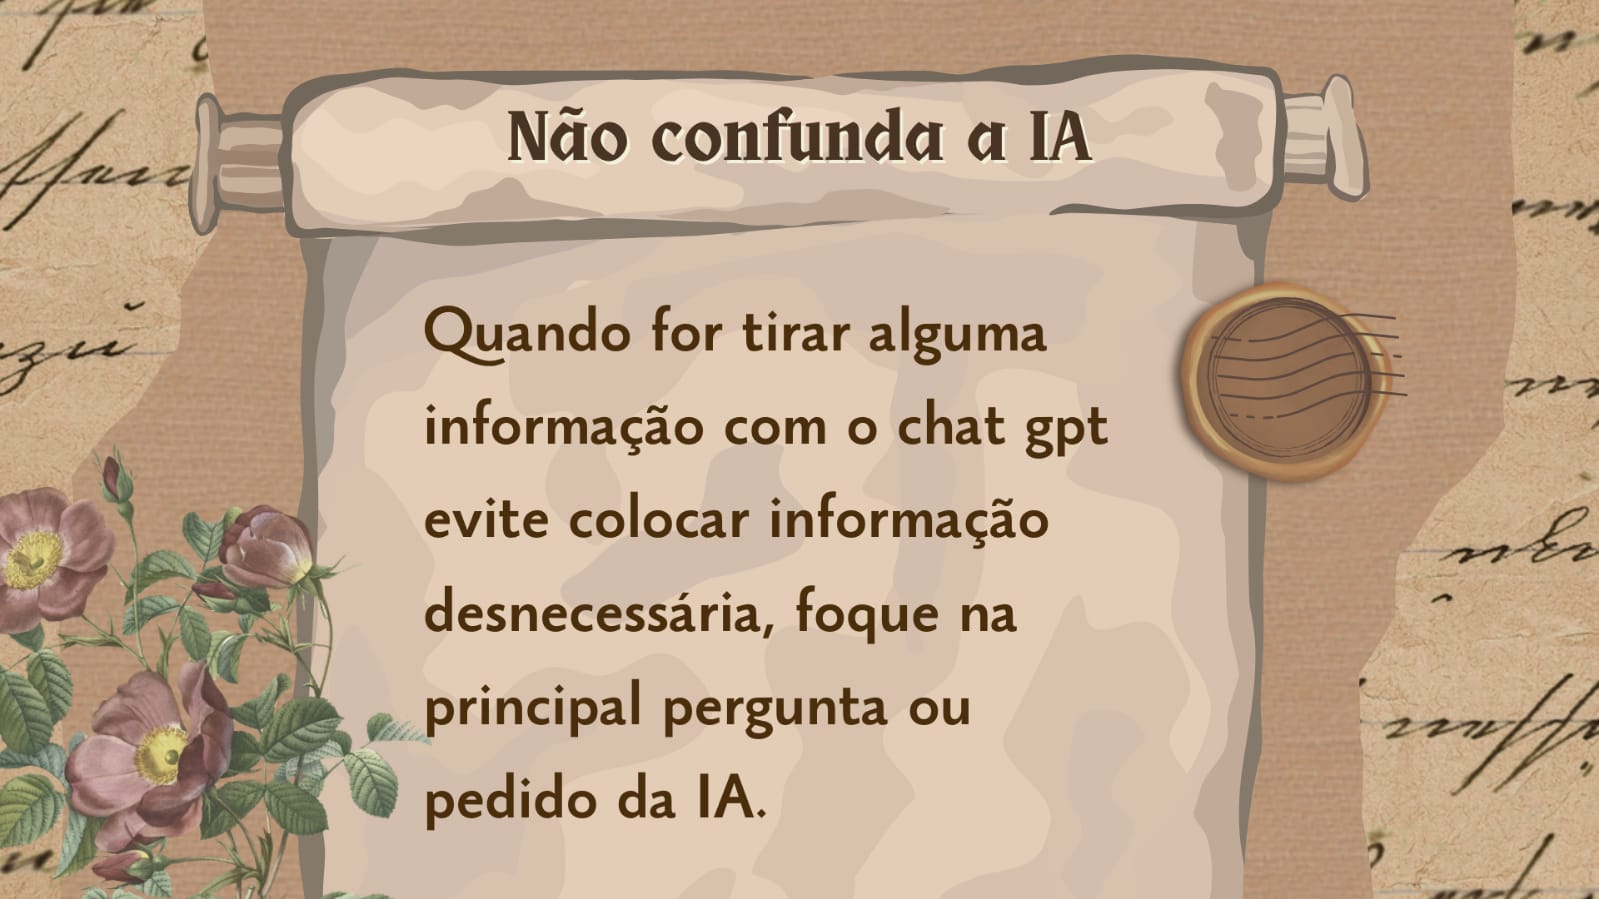 Não confunda a IA
Quando for tirar alguma
informação com o chat gpt
evite colocar informação
desnecessária, foque na
principal pergunta ou
pedido da IA.